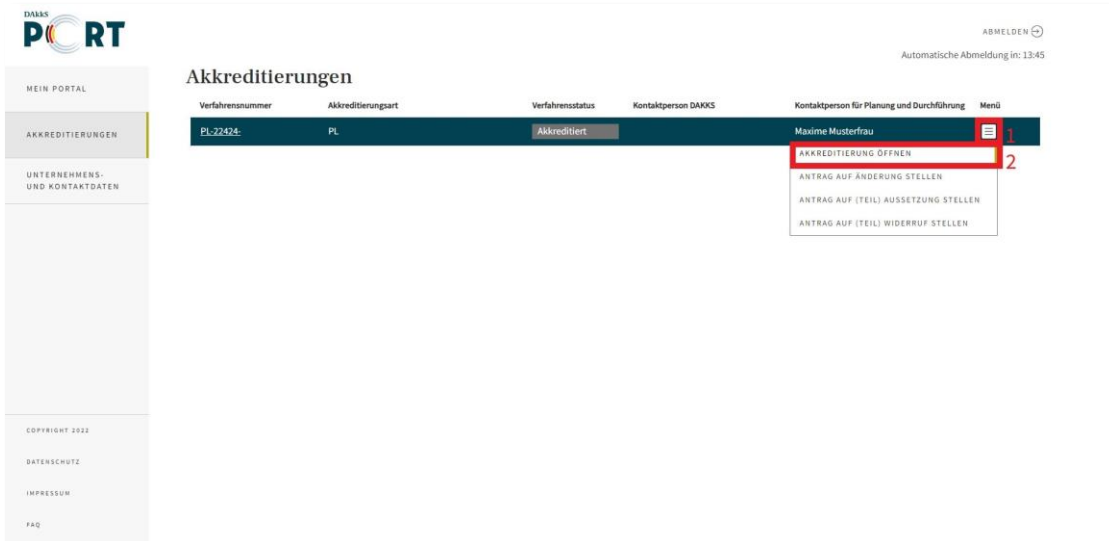 DAkkS
PORT
ABMELDEN
Automatische Abmeldung in: 13:45
MEIN PORTAL
AKKREDITIERUNGEN
UNTERNEHMENS-
UND KONTAKTDATEN
Akkreditierungen
Verfahrensnummer Akkreditierungsart Verfahrensstatus Kontaktperson DAKKS Kontaktperson für Planung und Durchführung Menü
PL-22424- PL Akkreditiert Maxime Musterfrau 1
AKKREDITIERUNG ÖFFNEN 2
ANTRAG AUF ÄNDERUNG STELLEN
ANTRAG AUF (TEIL) AUSSETZUNG STELLEN
ANTRAG AUF (TEIL) WIDERRUF STELLEN
COPYRIGHT 2022
DATENSCHUTZ
IMPRESSUM
FAQ